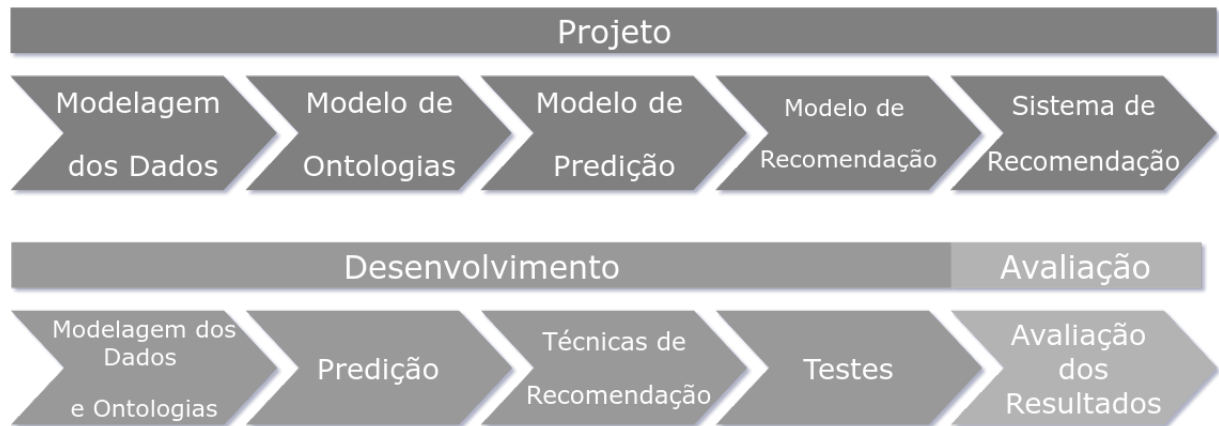 Projeto
Modelagem
dos Dados
Modelo de
Ontologias
Modelo de
Predição
Modelo de
Recomendação
Sistema de
Recomendação
Desenvolvimento
Avaliação
Modelagem dos
Dados
e Ontologias
Predição
Técnicas de
Recomendação
Testes
Avaliação
dos
Resultados